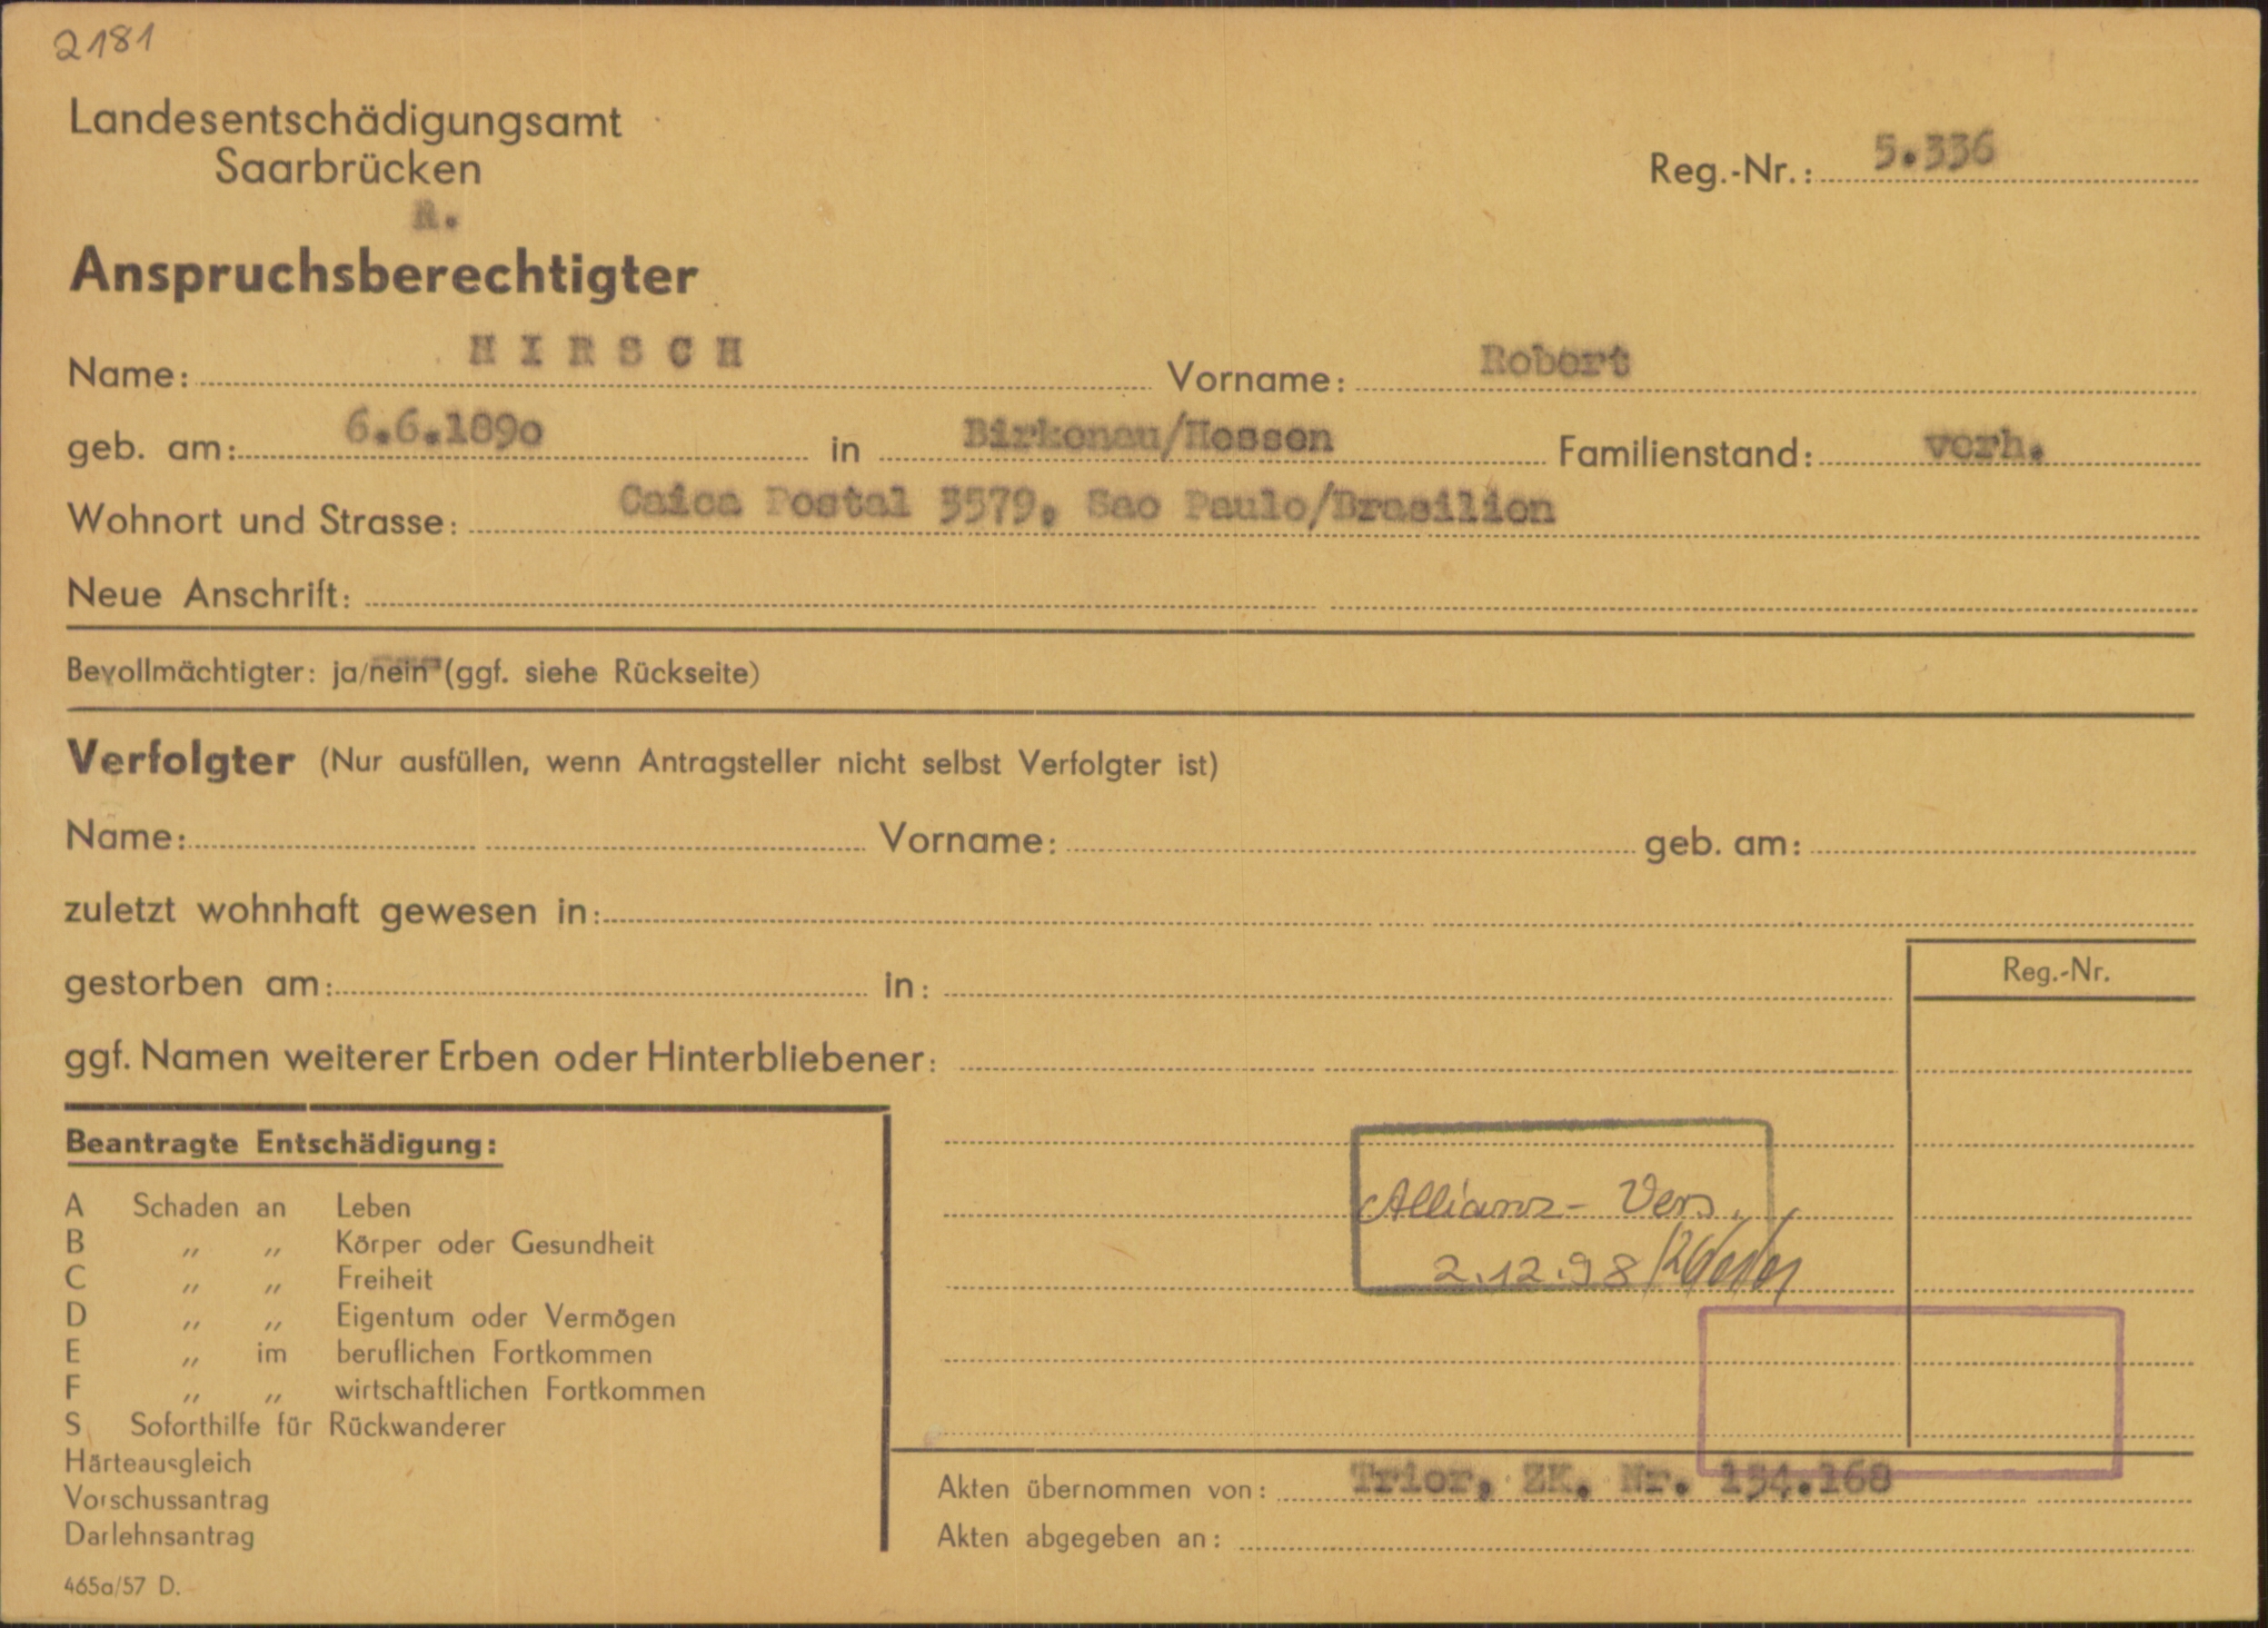 2181
Landesentschädigungsamt
Saarbrücken
Reg.-Nr.: 5.336
R.
Anspruchsberechtigter
Name: HIRSCH Vorname: Robert
geb. am: 6.6.1890 in Birkenau/Hessen Familienstand: verh.
Wohnort und Strasse: Caica Postal 3579, Sao Paulo/Brasilien
Neue Anschrift:
Bevollmächtigter: ja/nein (ggf. siehe Rückseite)
Verfolgter (Nur ausfüllen, wenn Antragsteller nicht selbst Verfolgter ist)
Name: Vorname: geb. am:
zuletzt wohnhaft gewesen in:
gestorben am: in:
Reg.-Nr.
ggf. Namen weiterer Erben oder Hinterbliebener:
Beantragte Entschädigung:
A Schaden an Leben
B „ „ Körper oder Gesundheit
C „ „ Freiheit
D „ „ Eigentum oder Vermögen
E „ im beruflichen Fortkommen
F „ „ wirtschaftlichen Fortkommen
S Soforthilfe für Rückwanderer
Härteausgleich
Vorschussantrag
Darlehnsantrag
465a/57 D.
Allianz-Vers.
2.12.98
Akten übernommen von: Trier, ZK. Nr. 154.168
Akten abgegeben an: